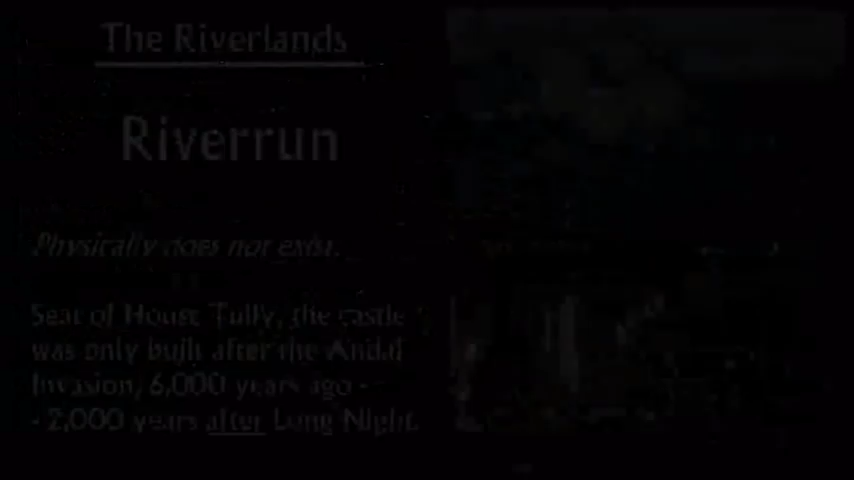 The Riverlands
Riverrun
Physically does not exist.
Seat of House Tully, the castle
was only built after the Andal
Invasion, 6,000 years ago -
- 2,000 years after Long Night.